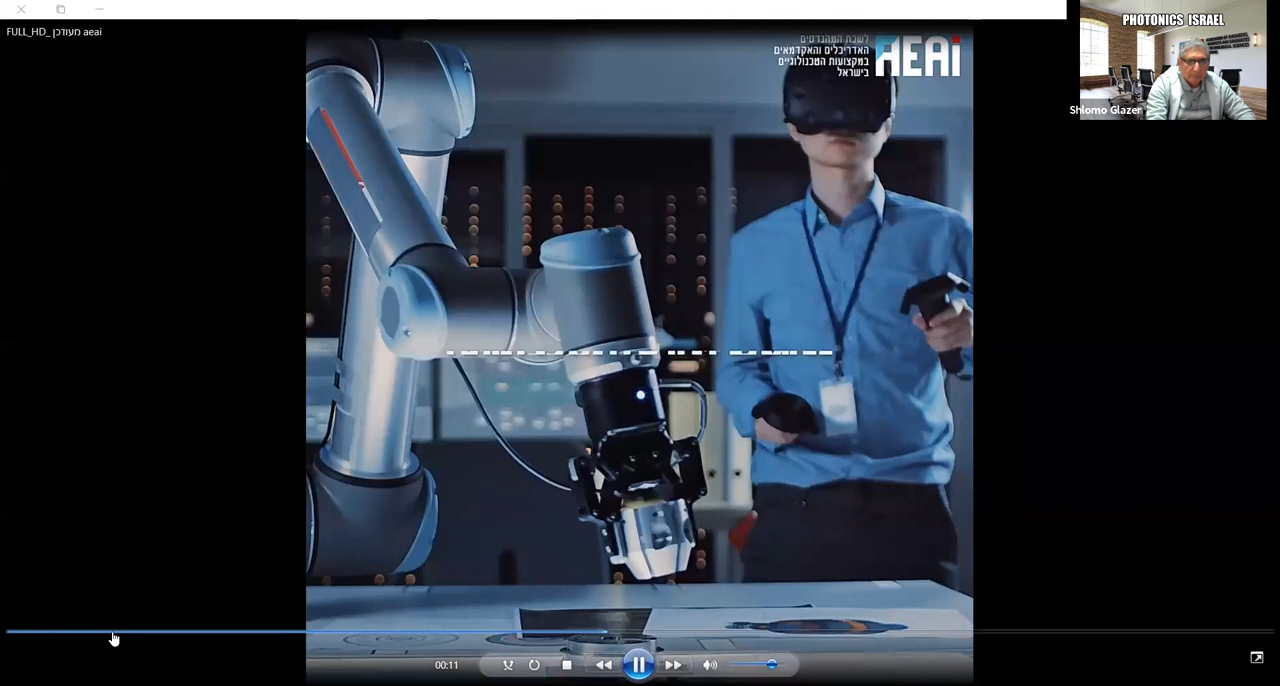 FULL_HD_ מעודכן aeai
לשכת המהנדסים
האדריכלים והאקדמאים
במקצועות הטכנולוגיים
בישראל
AEAi
PHOTONICS ISRAEL
Shlomo Glazer
00:11